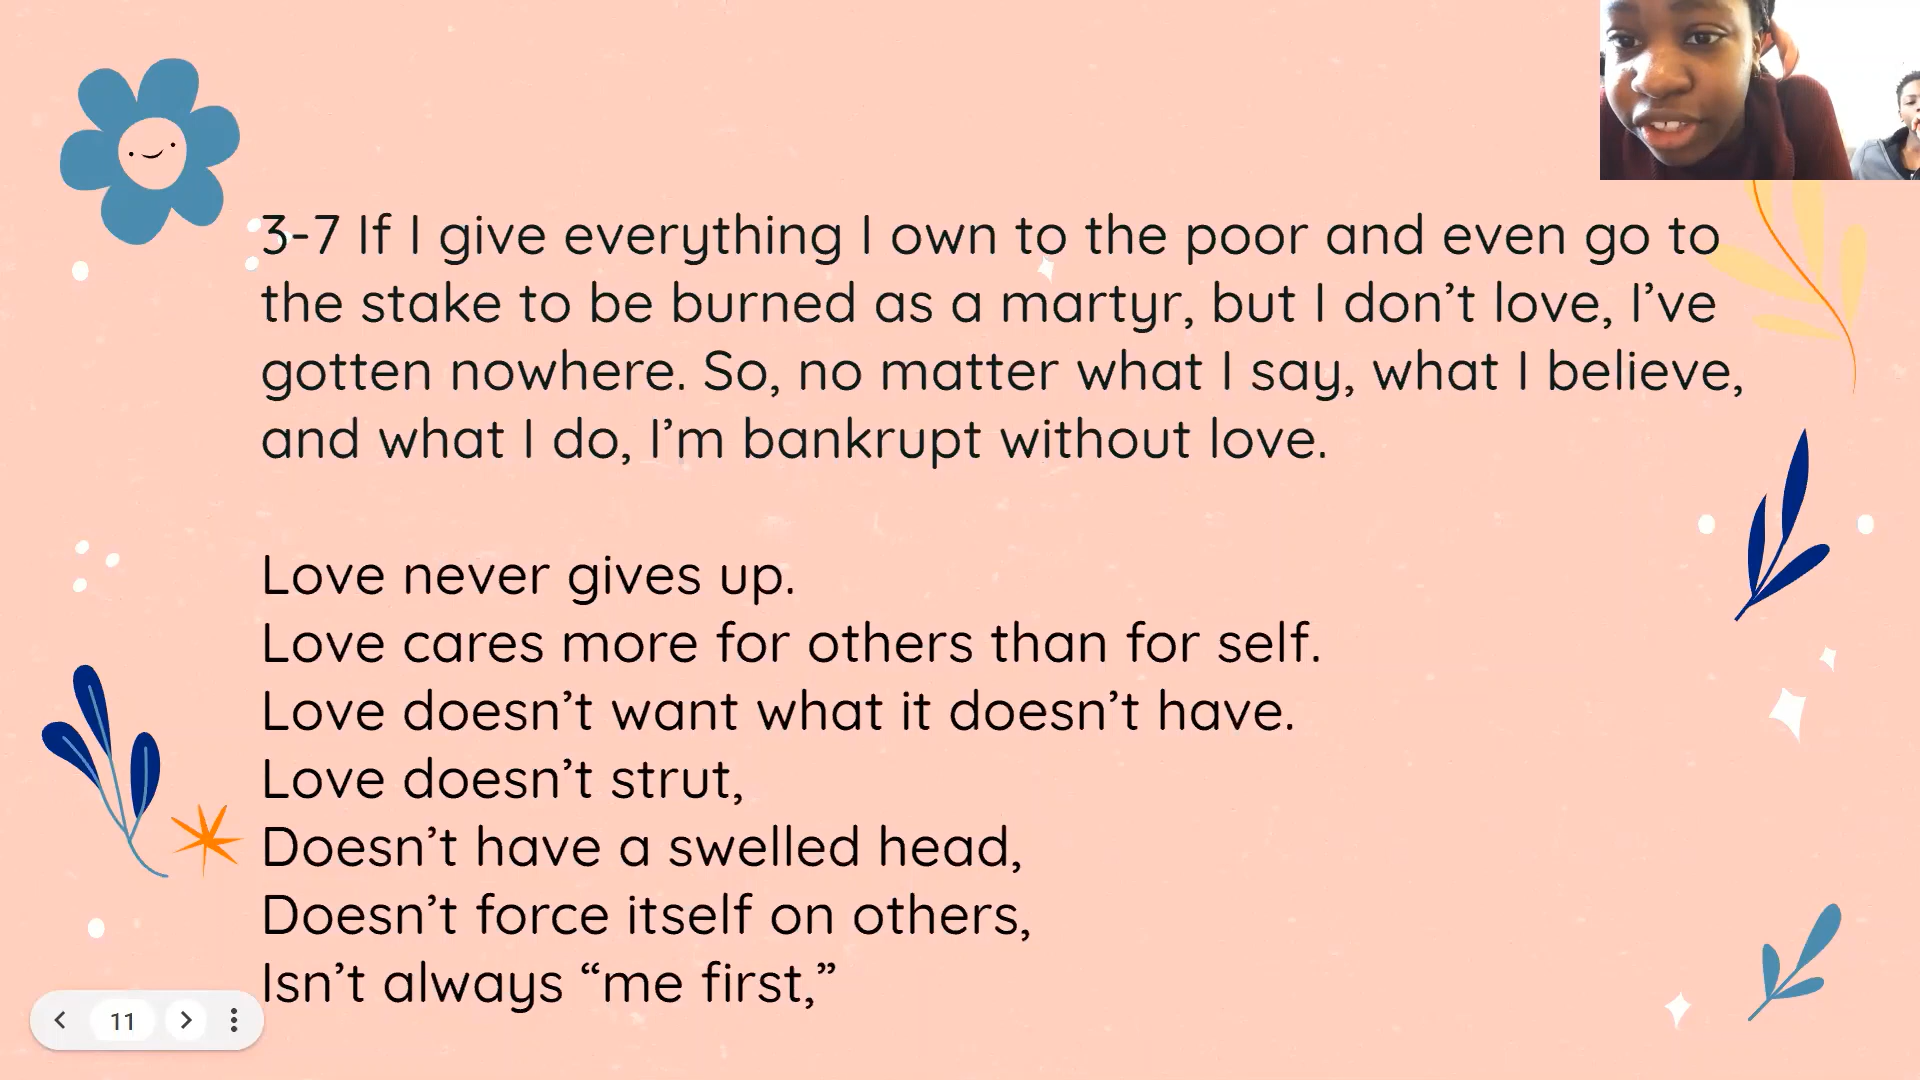 3-7 If I give everything I own to the poor and even go to
the stake to be burned as a martyr, but I don’t love, I’ve
gotten nowhere. So, no matter what I say, what I believe,
and what I do, I’m bankrupt without love.
Love never gives up.
Love cares more for others than for self.
Love doesn’t want what it doesn’t have.
Love doesn’t strut,
Doesn’t have a swelled head,
Doesn’t force itself on others,
Isn’t always “me first,”
11